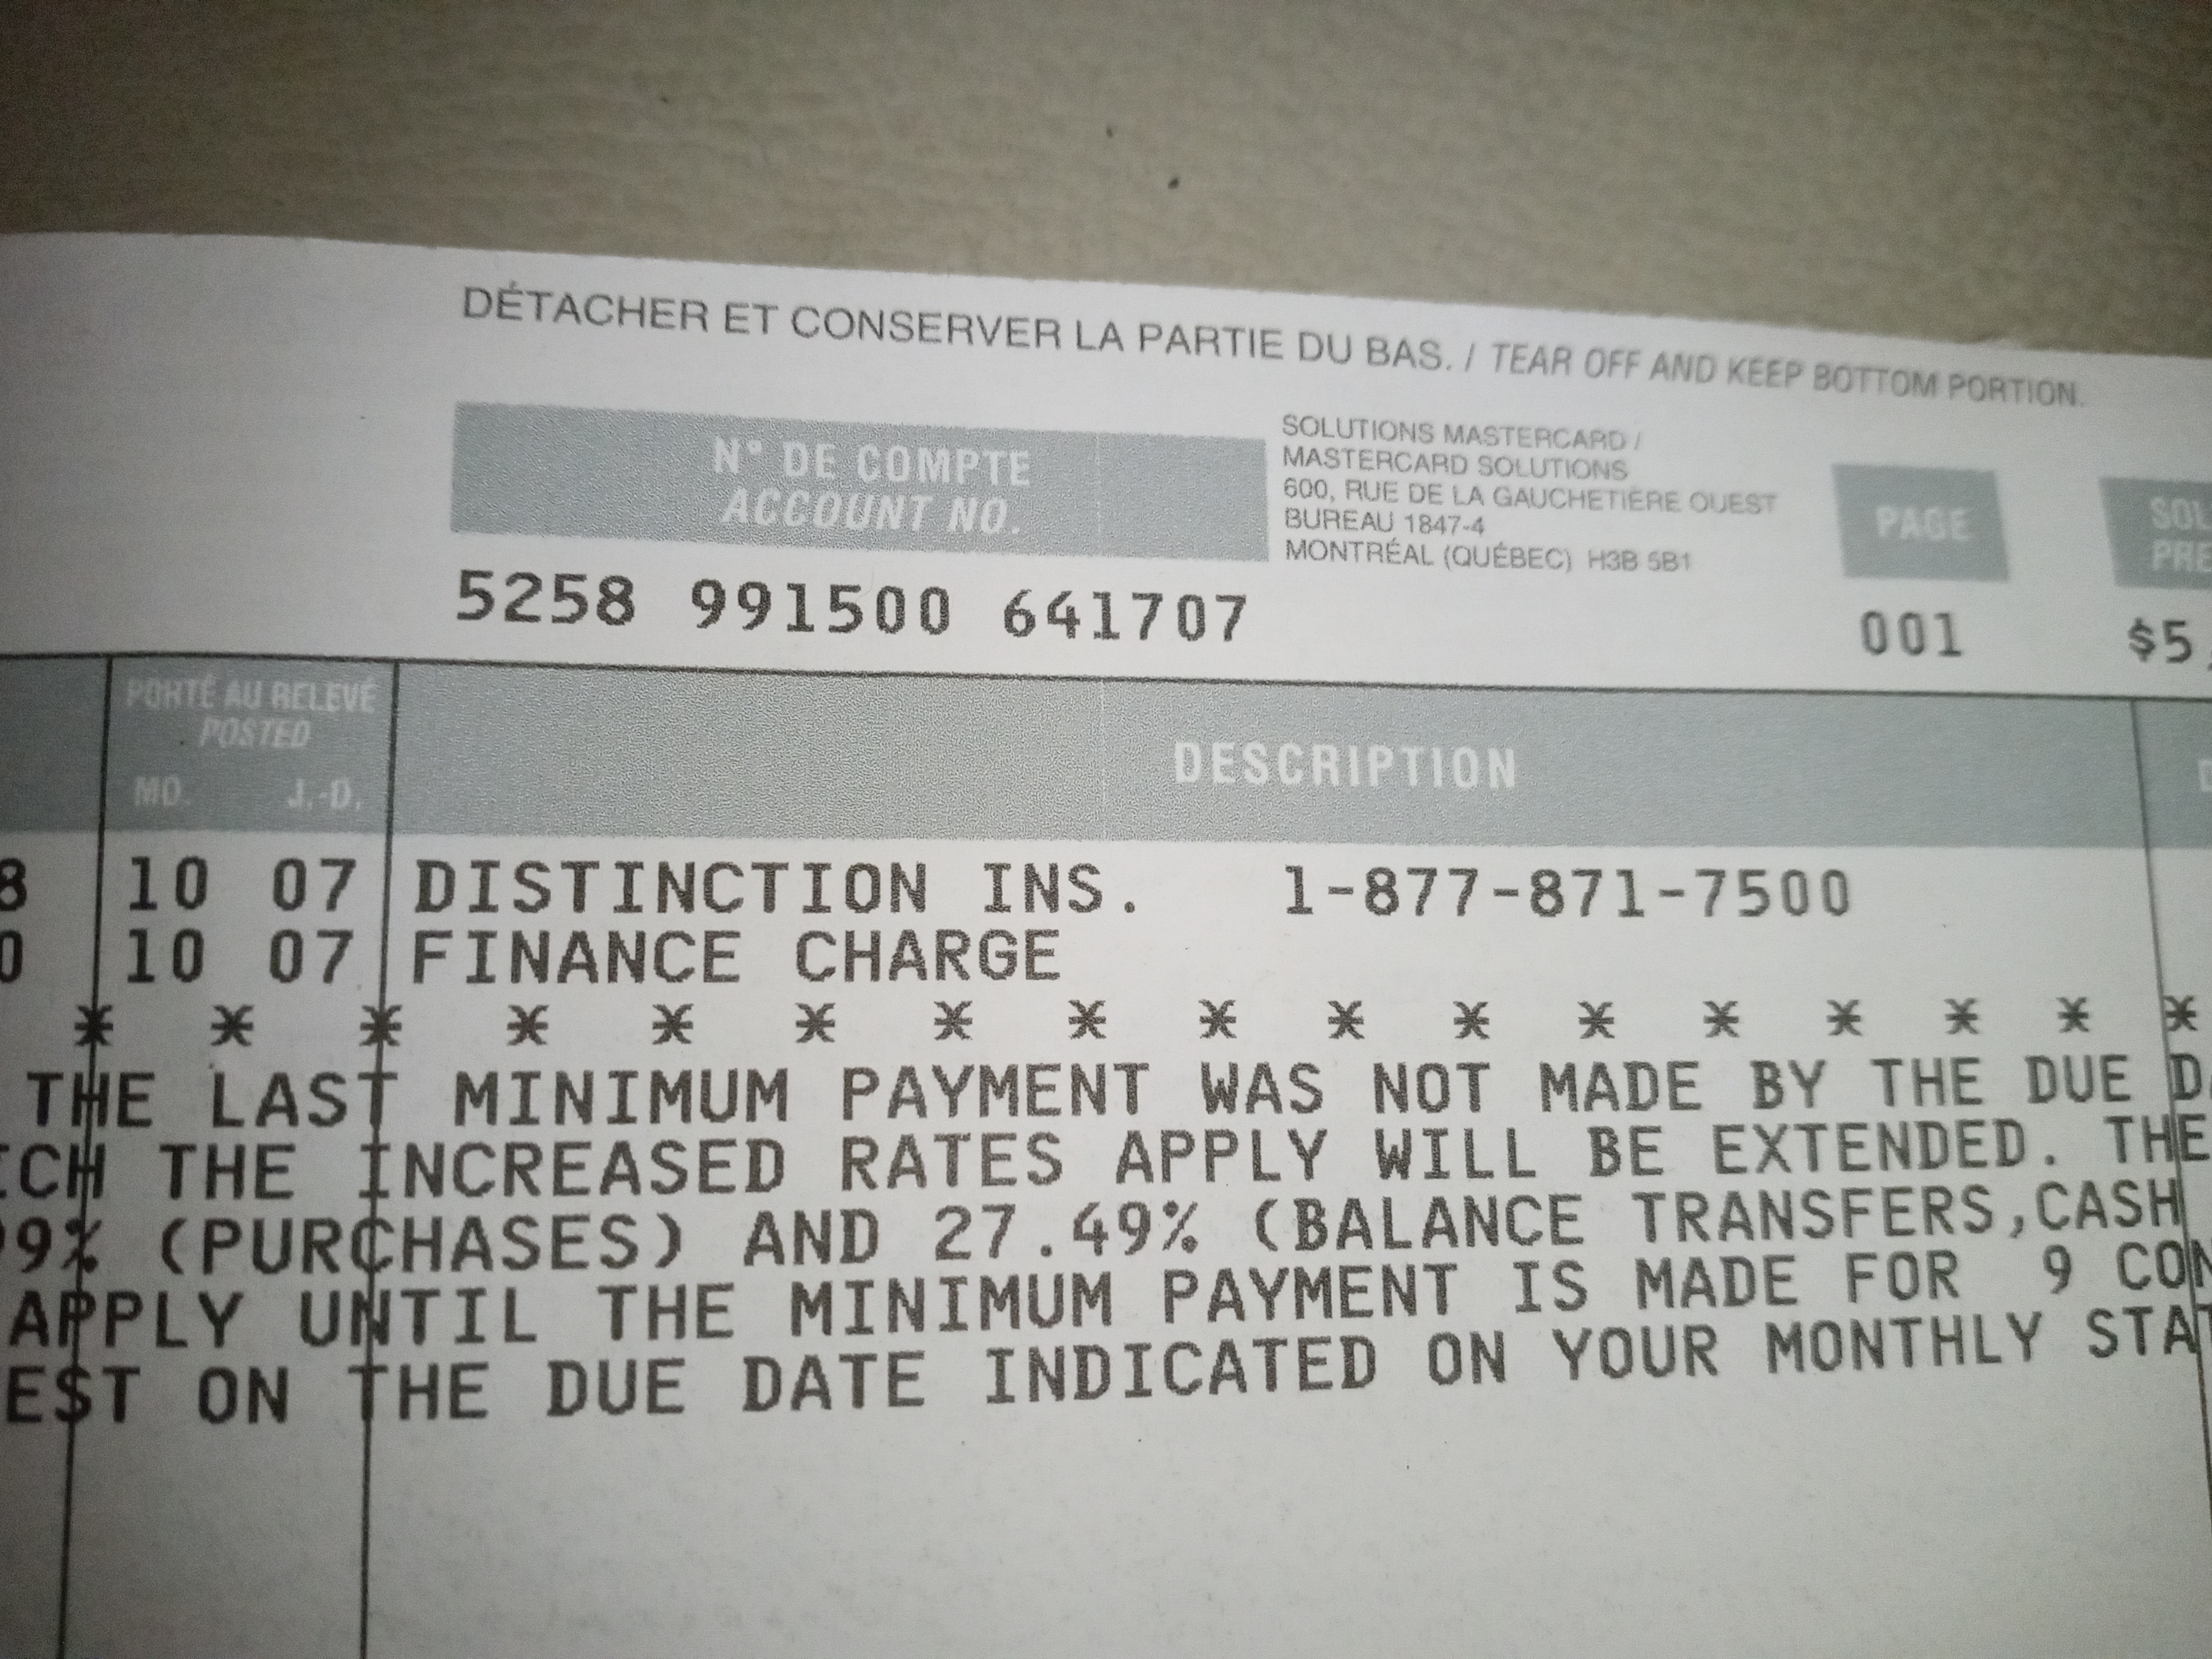 DÉTACHER ET CONSERVER LA PARTIE DU BAS. / TEAR OFF AND KEEP BOTTOM PORTION.
N° DE COMPTE
ACCOUNT NO.
5258 991500 641707
SOLUTIONS MASTERCARD /
MASTERCARD SOLUTIONS
600, RUE DE LA GAUCHETIÈRE OUEST
BUREAU 1847-4
MONTRÉAL (QUÉBEC) H3B 5B1
PAGE
001
SOL
PRE
$5
PORTÉ AU RELEVÉ
POSTED
MO. J.-D.
DESCRIPTION
8 10 07 DISTINCTION INS. 1-877-871-7500
0 10 07 FINANCE CHARGE
* * * * * * * * * * * * * * * * *
THE LAST MINIMUM PAYMENT WAS NOT MADE BY THE DUE DA
ICH THE INCREASED RATES APPLY WILL BE EXTENDED. THE
99% (PURCHASES) AND 27.49% (BALANCE TRANSFERS,CASH
APPLY UNTIL THE MINIMUM PAYMENT IS MADE FOR 9 CON
EST ON THE DUE DATE INDICATED ON YOUR MONTHLY STAT